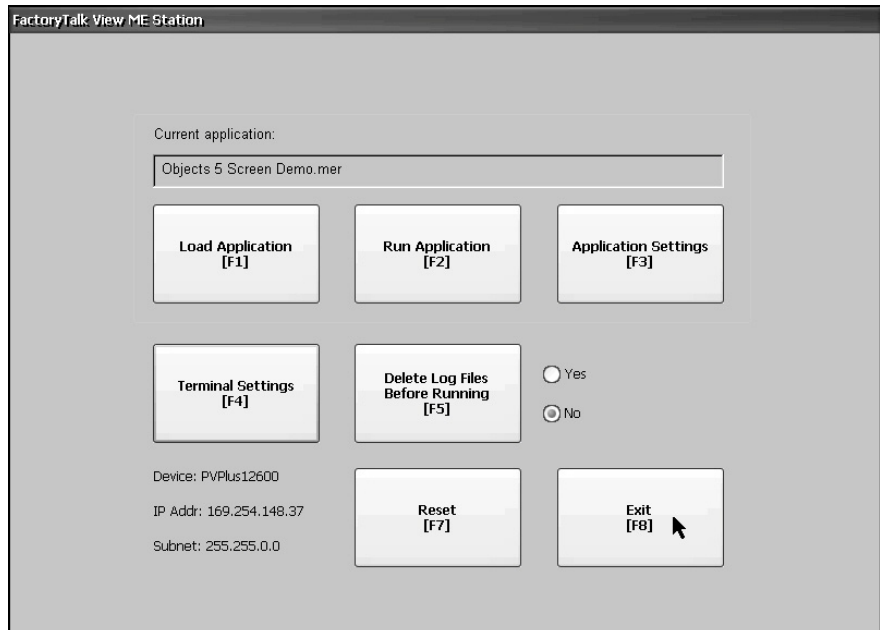 FactoryTalk View ME Station
Current application:
Objects 5 Screen Demo.mer
Load Application
[F1]
Run Application
[F2]
Application Settings
[F3]
Terminal Settings
[F4]
Delete Log Files
Before Running
[F5]
Yes
No
Device: PVPlus12600
IP Addr: 169.254.148.37
Subnet: 255.255.0.0
Reset
[F7]
Exit
[F8]